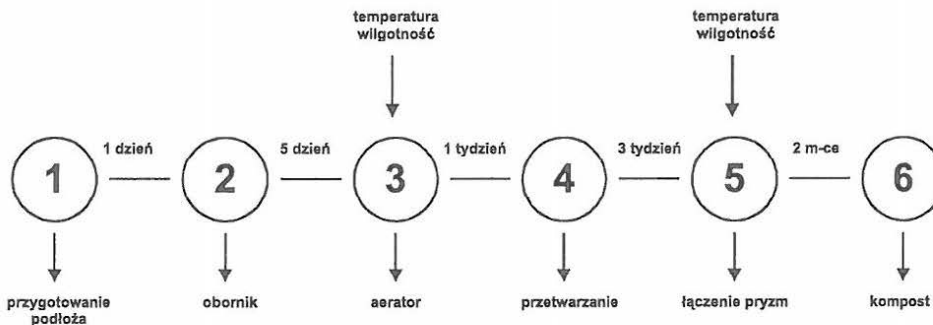 temperatura
wilgotność
temperatura
wilgotność
1 dzień
5 dzień
1 tydzień
3 tydzień
2 m-ce
1
2
3
4
5
6
przygotowanie
podłoża
obornik
aerator
przetwarzanie
łączenie pryzm
kompost